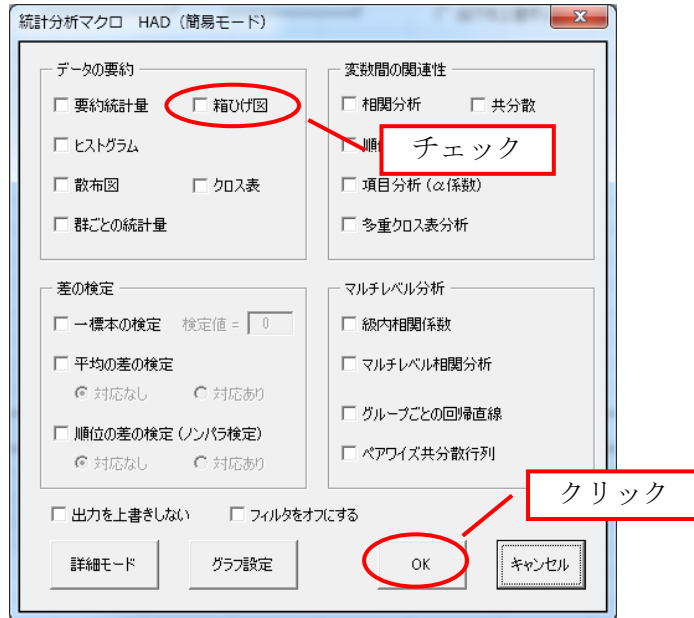 統計分析マクロ HAD（簡易モード）
データの要約
要約統計量
箱ひげ図
ヒストグラム
散布図
クロス表
群ごとの統計量
変数間の関連性
相関分析
共分散
順位
チェック
項目分析（α係数）
多重クロス表分析
差の検定
一標本の検定 検定値 = 0
平均の差の検定
対応なし
対応あり
順位の差の検定（ノンパラ検定）
対応なし
対応あり
マルチレベル分析
級内相関係数
マルチレベル相関分析
グループごとの回帰直線
ペアワイズ共分散行列
クリック
出力を上書きしない
フィルタをオフにする
詳細モード
グラフ設定
OK
キャンセル